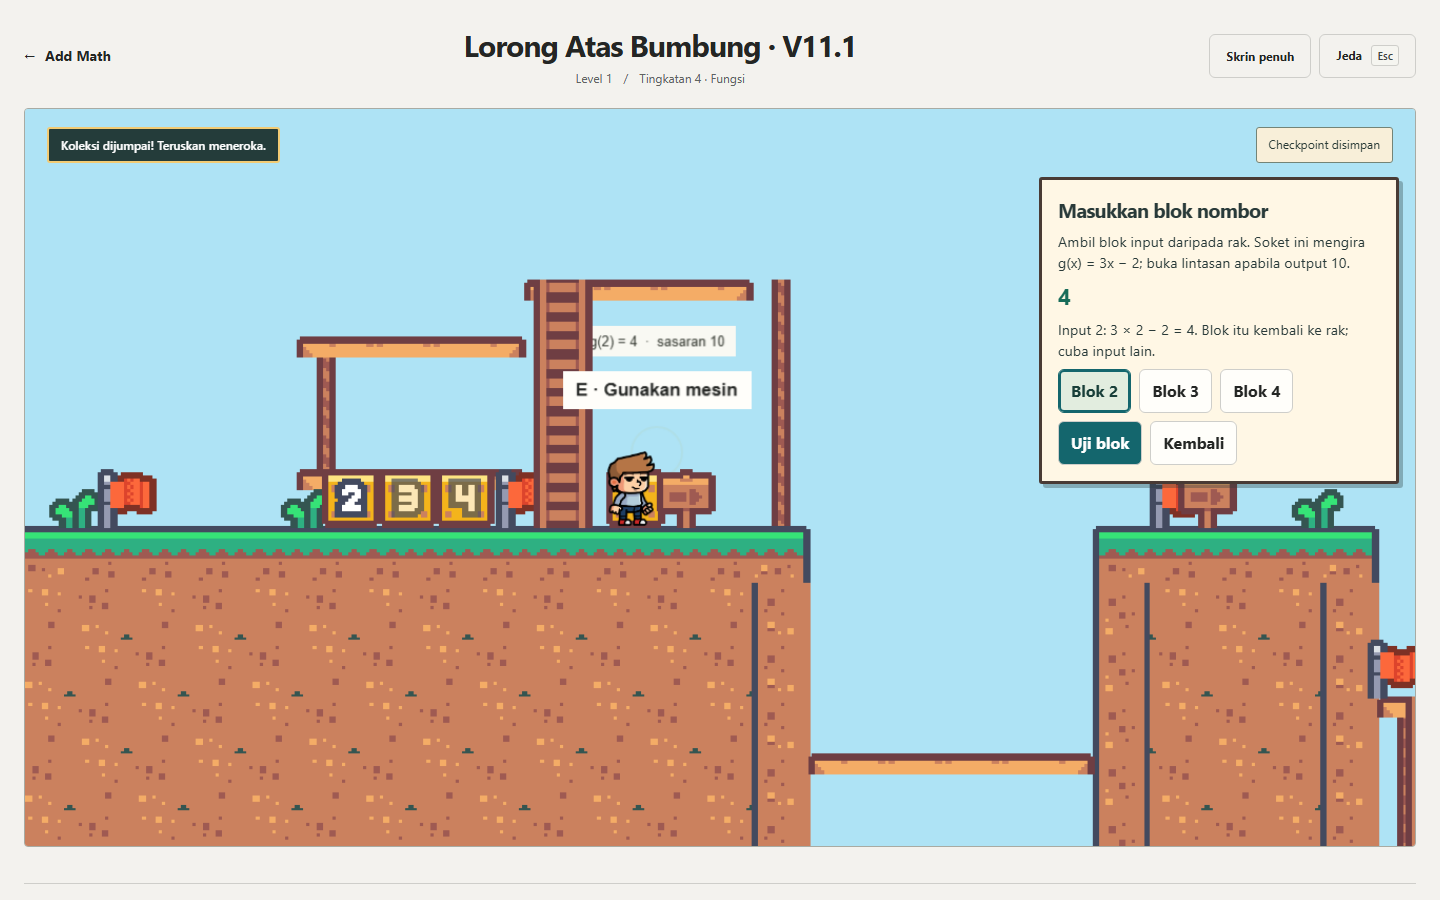 ← Add Math
Lorong Atas Bumbung · V11.1
Level 1 / Tingkatan 4 · Fungsi
Skrin penuh
Jeda Esc
Koleksi dijumpai! Teruskan meneroka.
Checkpoint disimpan
Masukkan blok nombor
Ambil blok input daripada rak. Soket ini mengira
g(x) = 3x − 2; buka lintasan apabila output 10.
4
Input 2: 3 × 2 − 2 = 4. Blok itu kembali ke rak;
cuba input lain.
Blok 2 Blok 3 Blok 4
Uji blok Kembali
g(2) = 4 · sasaran 10
E · Gunakan mesin
2 3 4